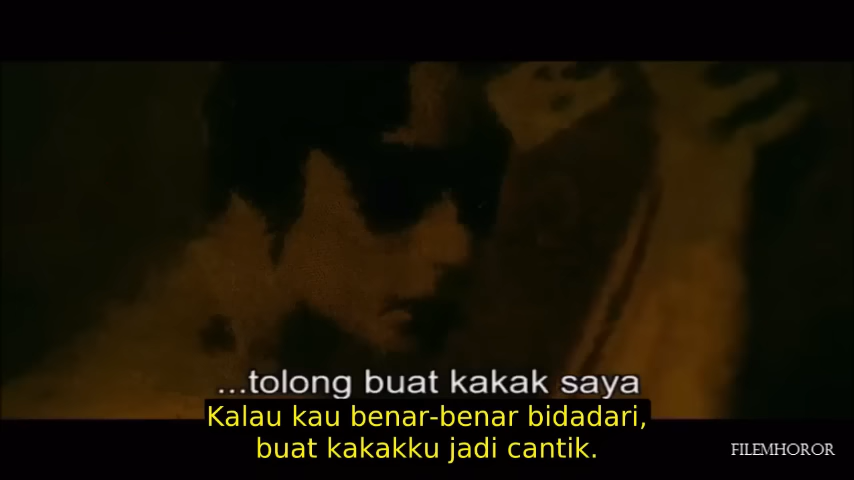 ...tolong buat kakak saya
Kalau kau benar-benar bidadari,
buat kakakku jadi cantik.
FILEMHOROR